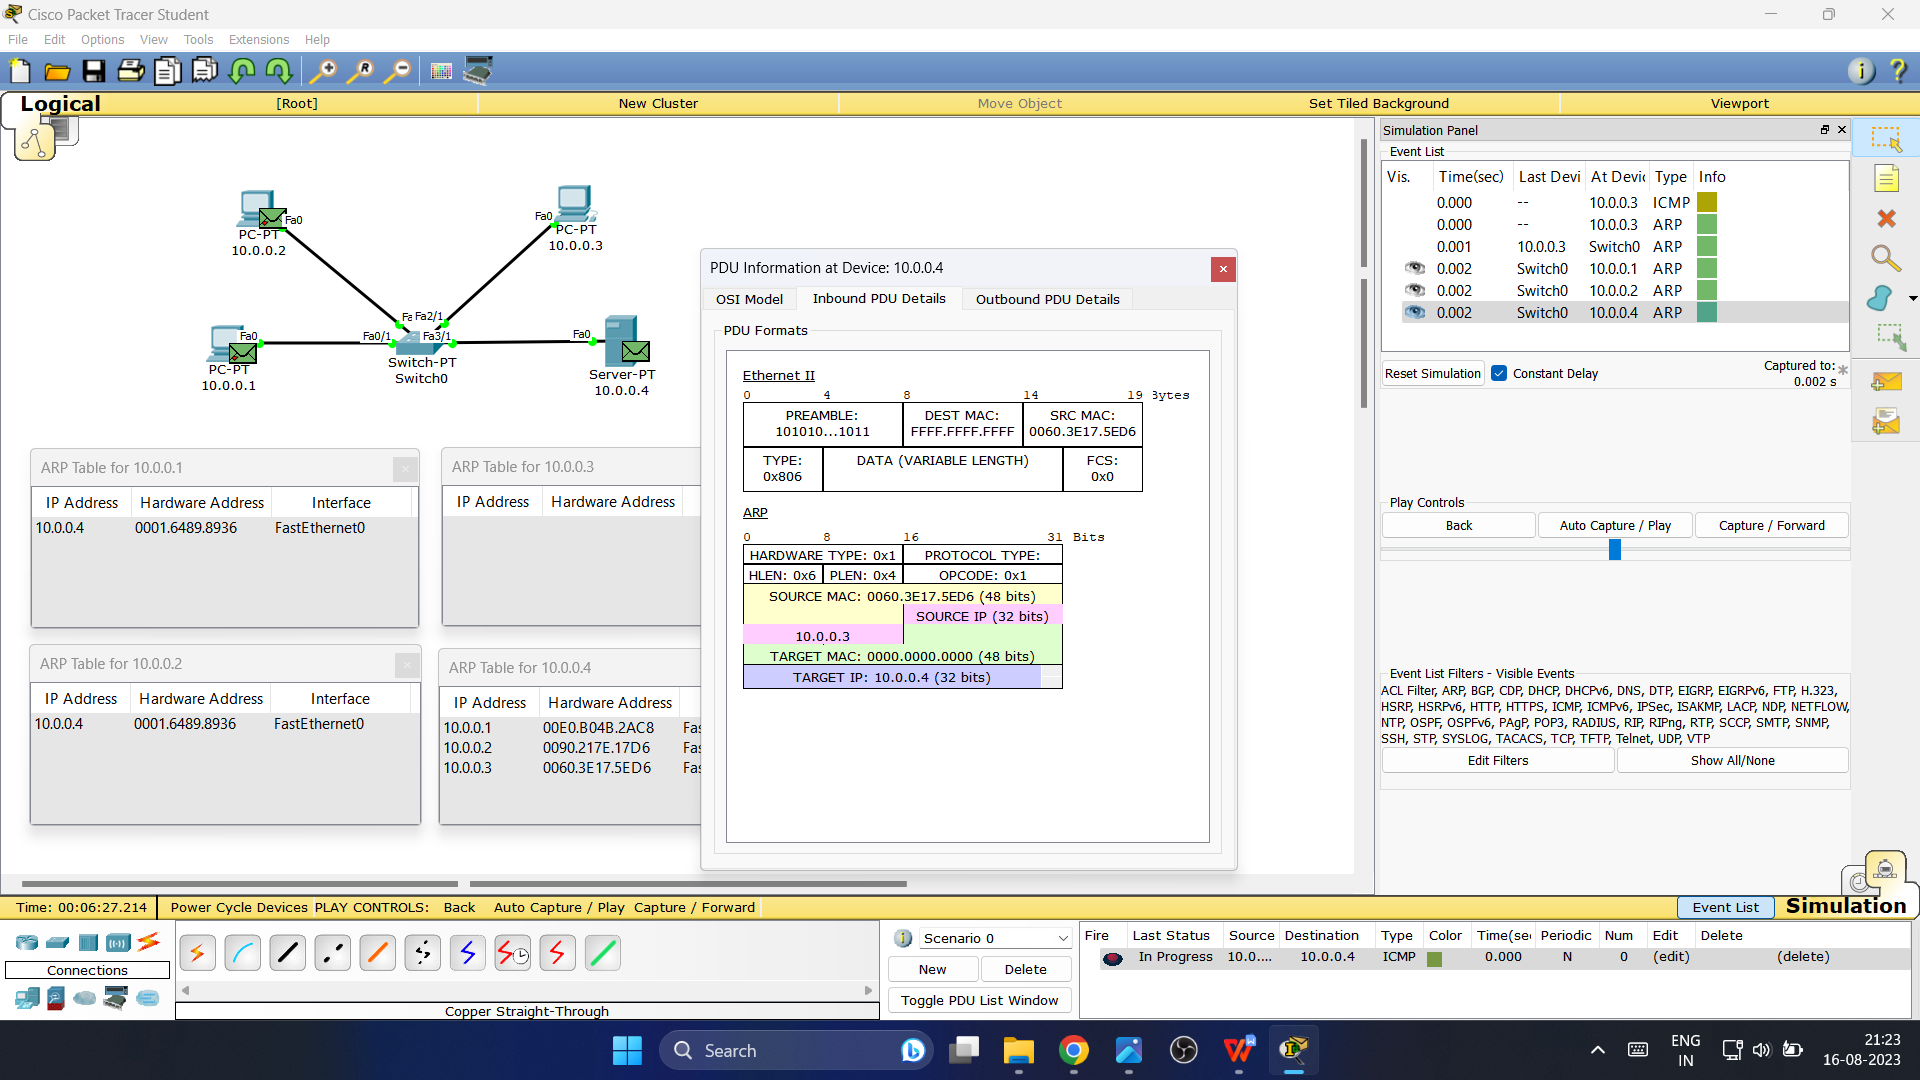 Cisco Packet Tracer Student
File Edit Options View Tools Extensions Help
Logical
[Root]
New Cluster
Move Object
Set Tiled Background
Viewport
Fa0
PC-PT
10.0.0.2
Fa0
PC-PT
10.0.0.3
Fa Fa2/1
Fa0
PC-PT
10.0.0.1
Fa0/1
Fa3/1
Switch-PT
Switch0
Fa0
Server-PT
10.0.0.4
ARP Table for 10.0.0.1
IP Address Hardware Address Interface
10.0.0.4 0001.6489.8936 FastEthernet0
ARP Table for 10.0.0.3
IP Address Hardware Address
ARP Table for 10.0.0.2
IP Address Hardware Address Interface
10.0.0.4 0001.6489.8936 FastEthernet0
ARP Table for 10.0.0.4
IP Address Hardware Address
10.0.0.1 00E0.B04B.2AC8 Fas
10.0.0.2 0090.217E.17D6 Fas
10.0.0.3 0060.3E17.5ED6 Fas
PDU Information at Device: 10.0.0.4
OSI Model Inbound PDU Details Outbound PDU Details
PDU Formats
Ethernet II
0 4 8 14 19 Bytes
PREAMBLE: DEST MAC: SRC MAC:
101010...1011 FFFF.FFFF.FFFF 0060.3E17.5ED6
TYPE: DATA (VARIABLE LENGTH) FCS:
0x806 0x0
ARP
0 8 16 31 Bits
HARDWARE TYPE: 0x1 PROTOCOL TYPE:
HLEN: 0x6 PLEN: 0x4 OPCODE: 0x1
SOURCE MAC: 0060.3E17.5ED6 (48 bits)
SOURCE IP (32 bits)
10.0.0.3
TARGET MAC: 0000.0000.0000 (48 bits)
TARGET IP: 10.0.0.4 (32 bits)
Simulation Panel
Event List
Vis. Time(sec) Last Devi At Devic Type Info
0.000 -- 10.0.0.3 ICMP
0.000 -- 10.0.0.3 ARP
0.001 10.0.0.3 Switch0 ARP
0.002 Switch0 10.0.0.1 ARP
0.002 Switch0 10.0.0.2 ARP
0.002 Switch0 10.0.0.4 ARP
Reset Simulation Constant Delay Captured to: *
0.002 s
Play Controls
Back Auto Capture / Play Capture / Forward
Event List Filters - Visible Events
ACL Filter, ARP, BGP, CDP, DHCP, DHCPv6, DNS, DTP, EIGRP, EIGRPv6, FTP, H.323,
HSRP, HSRPv6, HTTP, HTTPS, ICMP, ICMPv6, IPSec, ISAKMP, LACP, NDP, NETFLOW,
NTP, OSPF, OSPFv6, PAgP, POP3, RADIUS, RIP, RIPng, RTP, SCCP, SMTP, SNMP,
SSH, STP, SYSLOG, TACACS, TCP, TFTP, Telnet, UDP, VTP
Edit Filters Show All/None
Time: 00:06:27.214 Power Cycle Devices PLAY CONTROLS: Back Auto Capture / Play Capture / Forward
Event List Simulation
Connections
Copper Straight-Through
Scenario 0
New Delete
Toggle PDU List Window
Fire Last Status Source Destination Type Color Time(sec Periodic Num Edit Delete
In Progress 10.0.... 10.0.0.4 ICMP 0.000 N 0 (edit) (delete)
Search
ENG
IN
21:23
16-08-2023